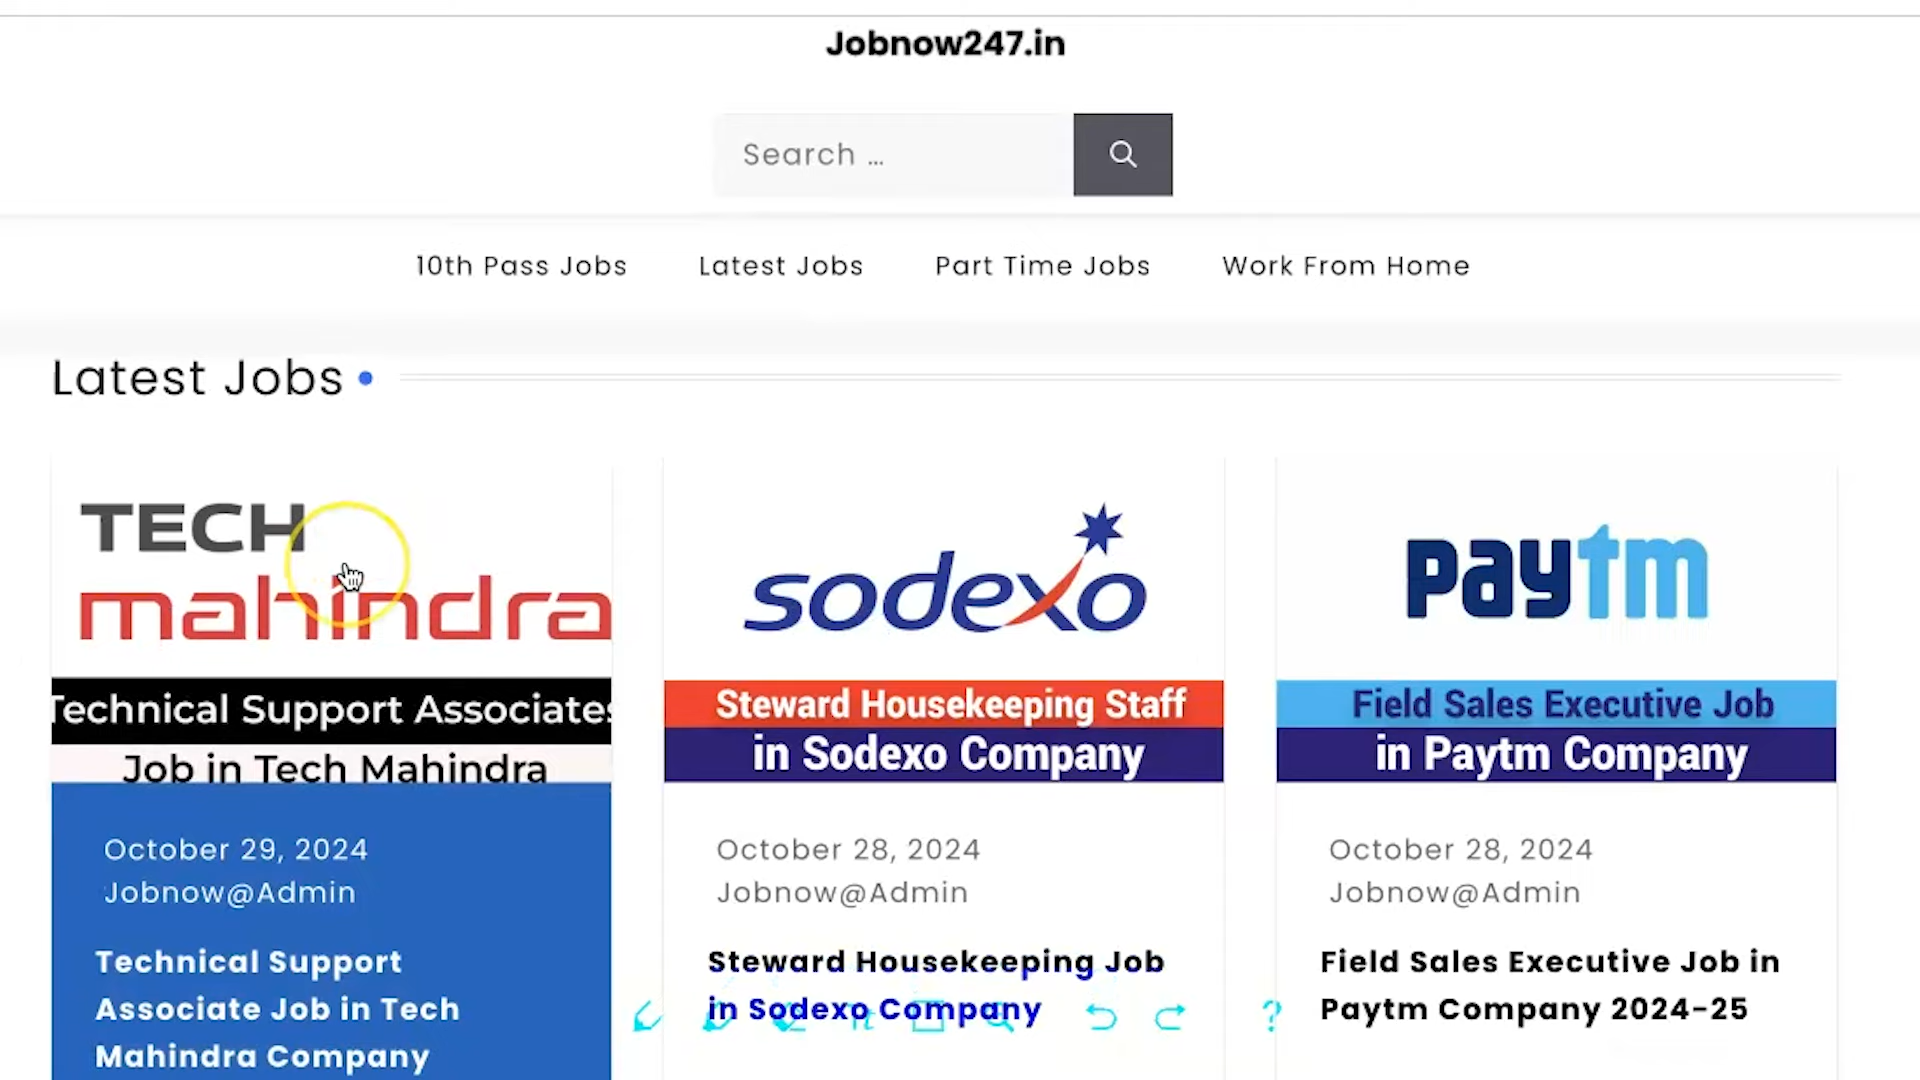 Jobnow247.in
Search ...
10th Pass Jobs
Latest Jobs
Part Time Jobs
Work From Home
Latest Jobs
TECH
mahindra
Technical Support Associates
Job in Tech Mahindra
October 29, 2024
Jobnow@Admin
Technical Support
Associate Job in Tech
Mahindra Company
sodexo
Steward Housekeeping Staff
in Sodexo Company
October 28, 2024
Jobnow@Admin
Steward Housekeeping Job
in Sodexo Company
paytm
Field Sales Executive Job
in Paytm Company
October 28, 2024
Jobnow@Admin
Field Sales Executive Job in
Paytm Company 2024-25